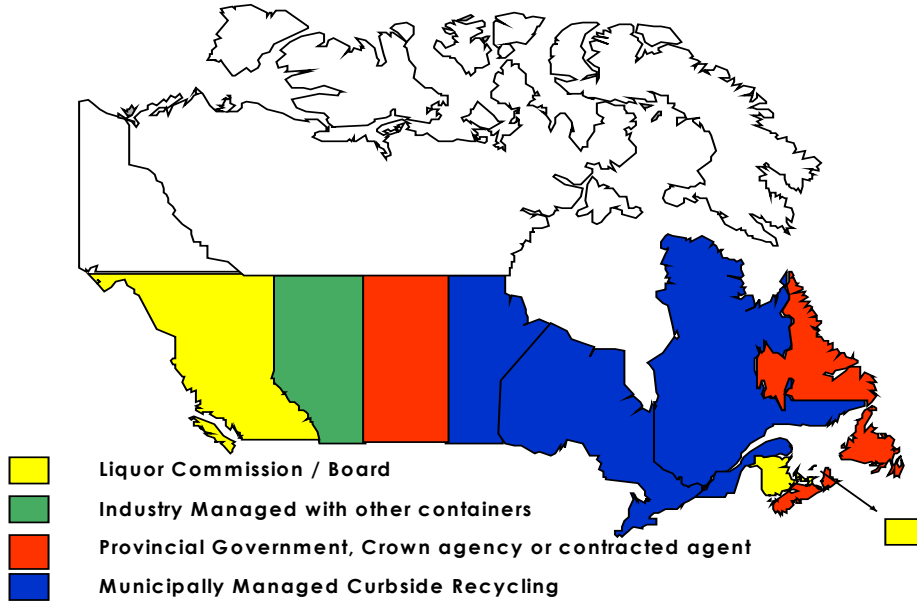 Liquor Commission / Board
Industry Managed with other containers
Provincial Government, Crown agency or contracted agent
Municipally Managed Curbside Recycling